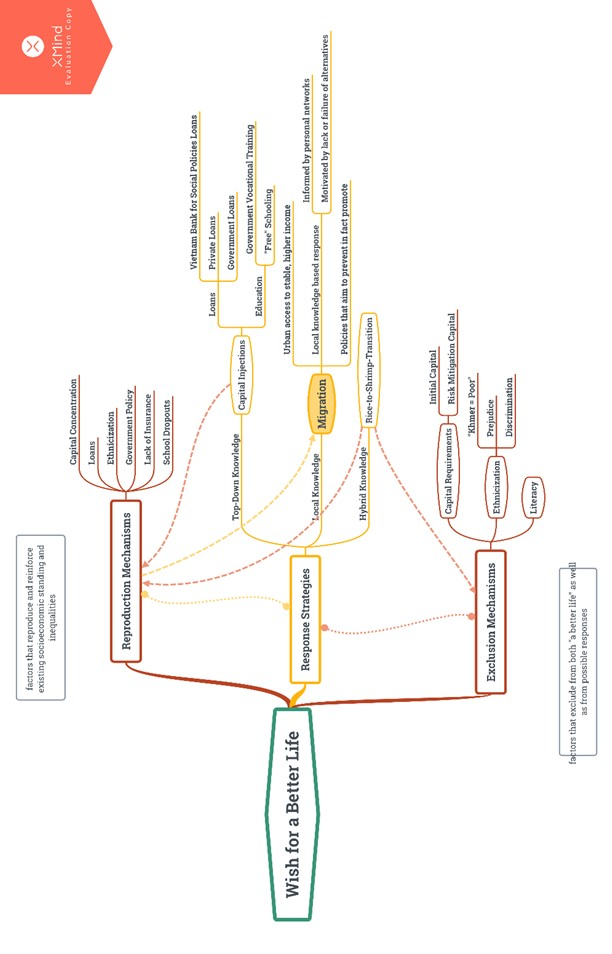 XMind
Evaluation Copy
factors that reproduce and reinforce
existing socioeconomic standing and
inequalities
Wish for a Better Life
Reproduction Mechanisms
Capital Concentration
Loans
Ethnicization
Government Policy
Lack of Insurance
School Dropouts
Response Strategies
Top-Down Knowledge
Capital Injections
Loans
Vietnam Bank for Social Policies Loans
Private Loans
Government Loans
Education
Government Vocational Training
"Free" Schooling
Local Knowledge
Migration
Urban access to stable, higher income
Local knowledge based response
Informed by personal networks
Motivated by lack or failure of alternatives
Policies that aim to prevent in fact promote
Hybrid Knowledge
Rice-to-Shrimp-Transition
Exclusion Mechanisms
Capital Requirements
Initial Capital
Risk Mitigation Capital
Ethnicization
"Khmer = Poor"
Prejudice
Discrimination
Literacy
factors that exclude from both "a better life" as well
as from possible responses